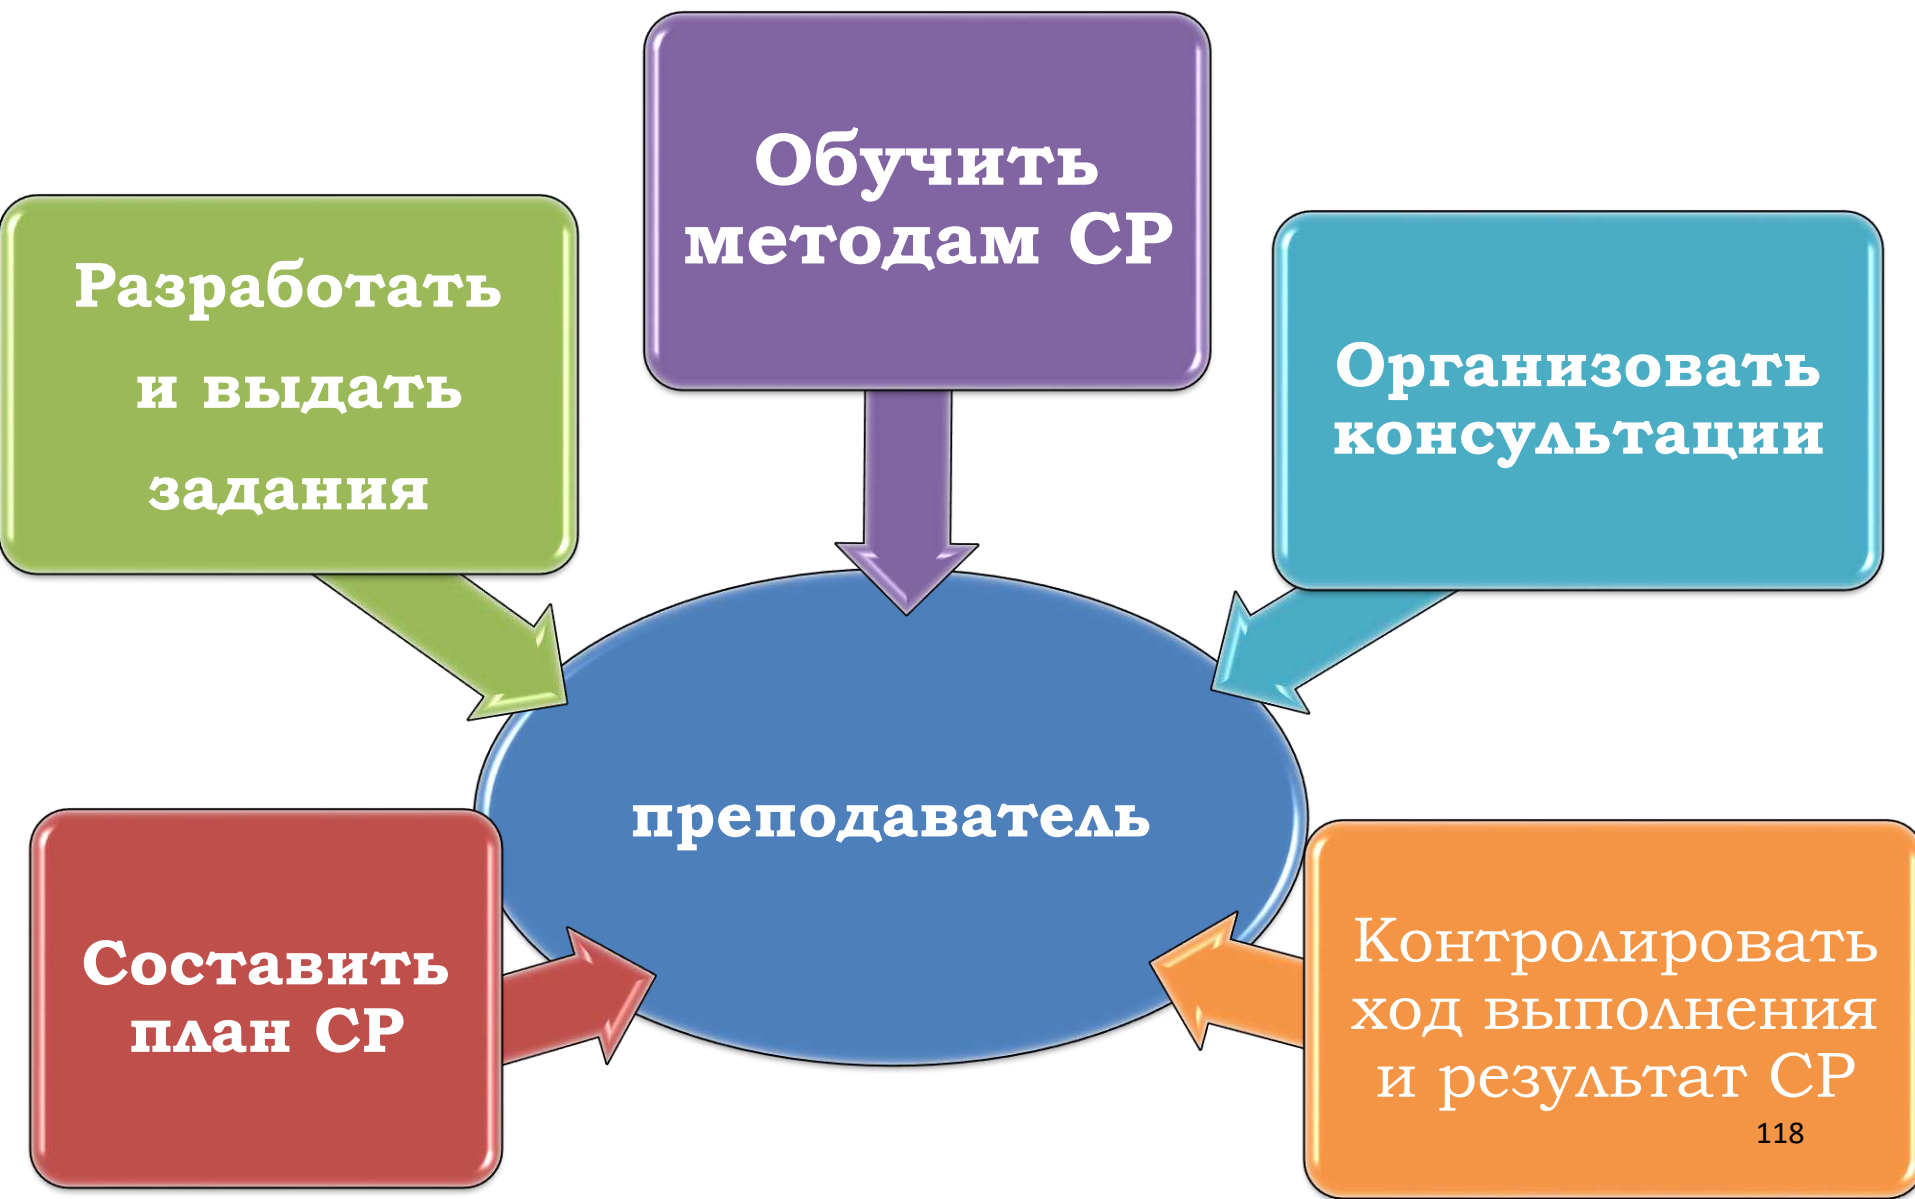 Обучить
методам СР
Разработать
и выдать
задания
Организовать
консультации
преподаватель
Составить
план СР
Контролировать
ход выполнения
и результат СР
118